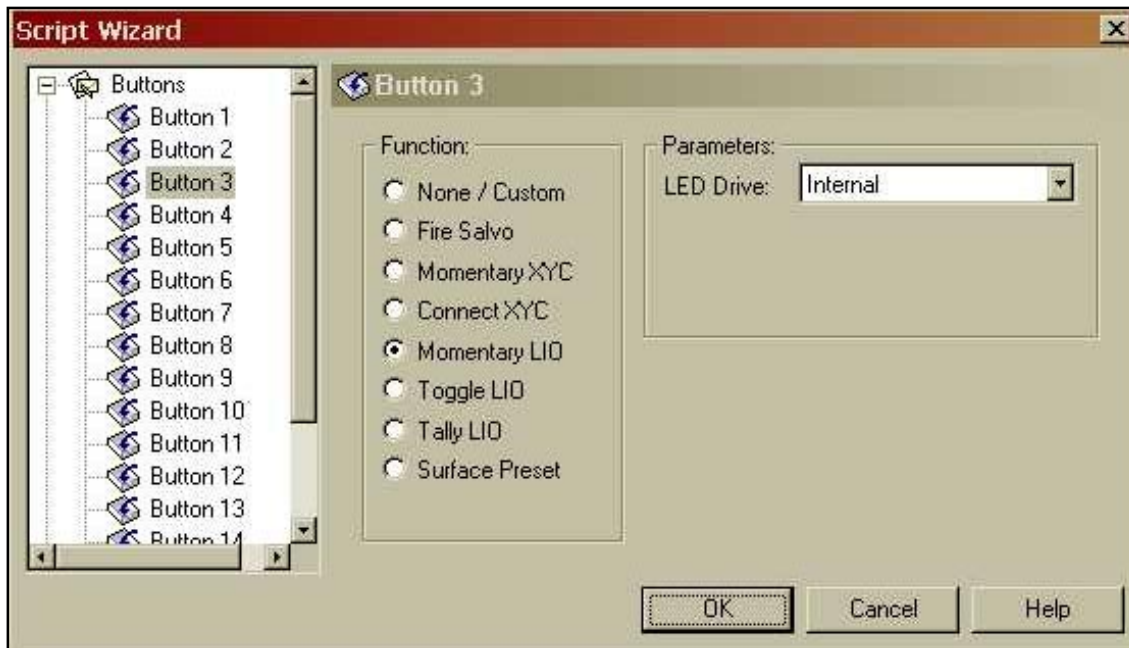 Script Wizard
Buttons
Button 1
Button 2
Button 3
Button 4
Button 5
Button 6
Button 7
Button 8
Button 9
Button 10
Button 11
Button 12
Button 13
Button 14
Button 3
Function:
None / Custom
Fire Salvo
Momentary XYC
Connect XYC
Momentary LIO
Toggle LIO
Tally LIO
Surface Preset
Parameters:
LED Drive: Internal
OK Cancel Help